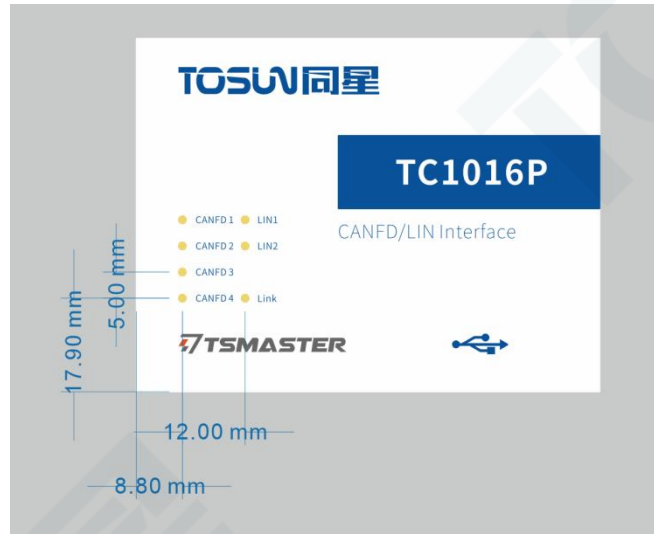 TOSUN同星
TC1016P
CANFD/LIN Interface
CANFD 1 LIN1
CANFD 2 LIN2
CANFD 3
CANFD 4 Link
TSMASTER
5.00 mm
17.90 mm
12.00 mm
8.80 mm